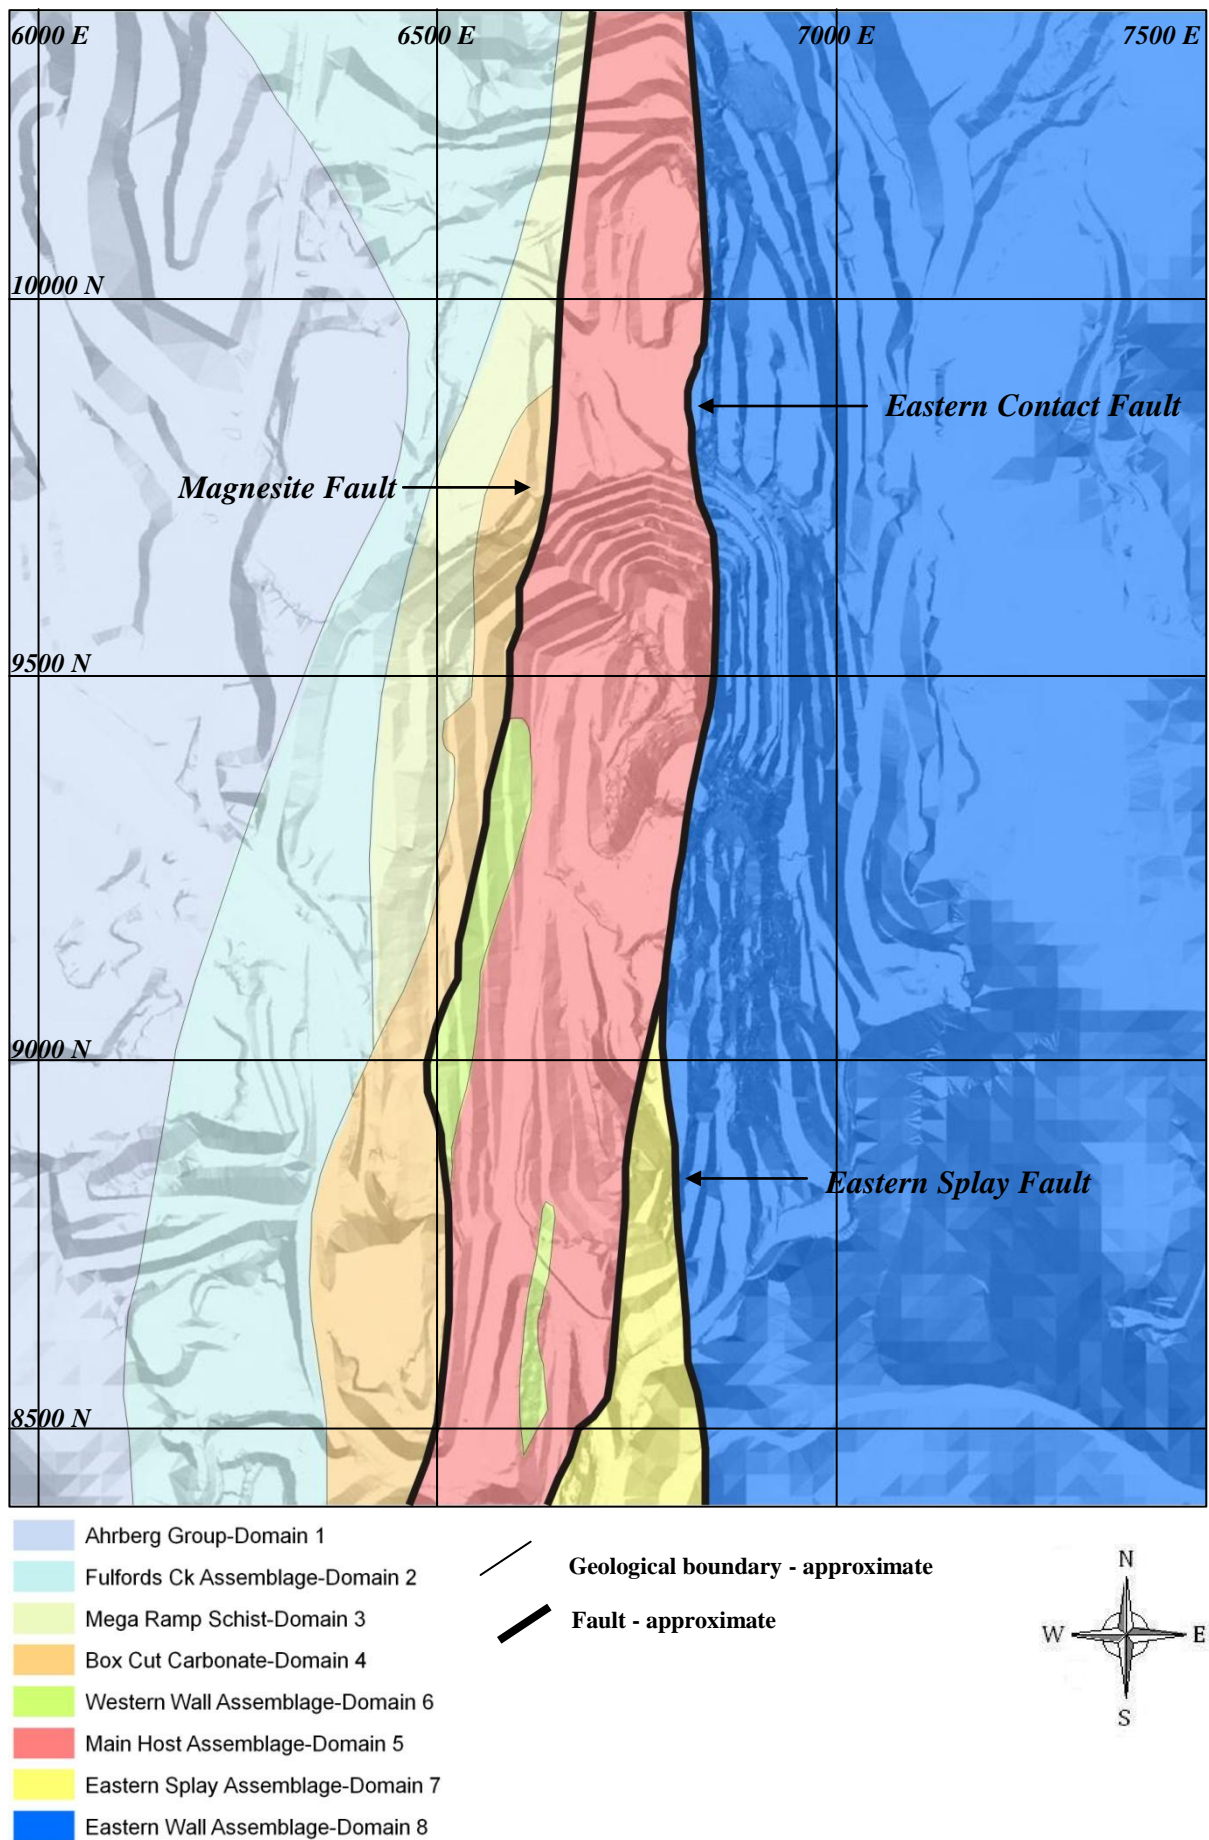 6000 E
6500 E
7000 E
7500 E
10000 N
Eastern Contact Fault
Magnesite Fault
9500 N
9000 N
Eastern Splay Fault
8500 N
Ahrberg Group-Domain 1
Fulfords Ck Assemblage-Domain 2
Mega Ramp Schist-Domain 3
Box Cut Carbonate-Domain 4
Western Wall Assemblage-Domain 6
Main Host Assemblage-Domain 5
Eastern Splay Assemblage-Domain 7
Eastern Wall Assemblage-Domain 8
Geological boundary - approximate
Fault - approximate
N
W
E
S